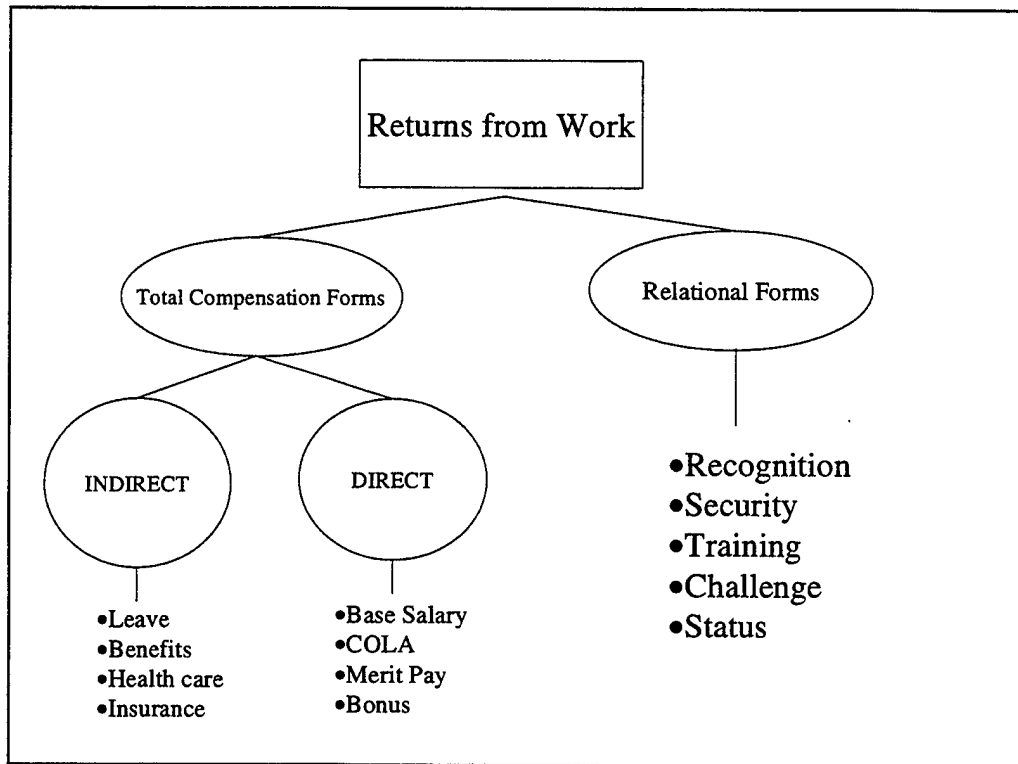 Returns from Work
Total Compensation Forms
Relational Forms
INDIRECT
DIRECT
•Leave
•Benefits
•Health care
•Insurance
•Base Salary
•COLA
•Merit Pay
•Bonus
•Recognition
•Security
•Training
•Challenge
•Status